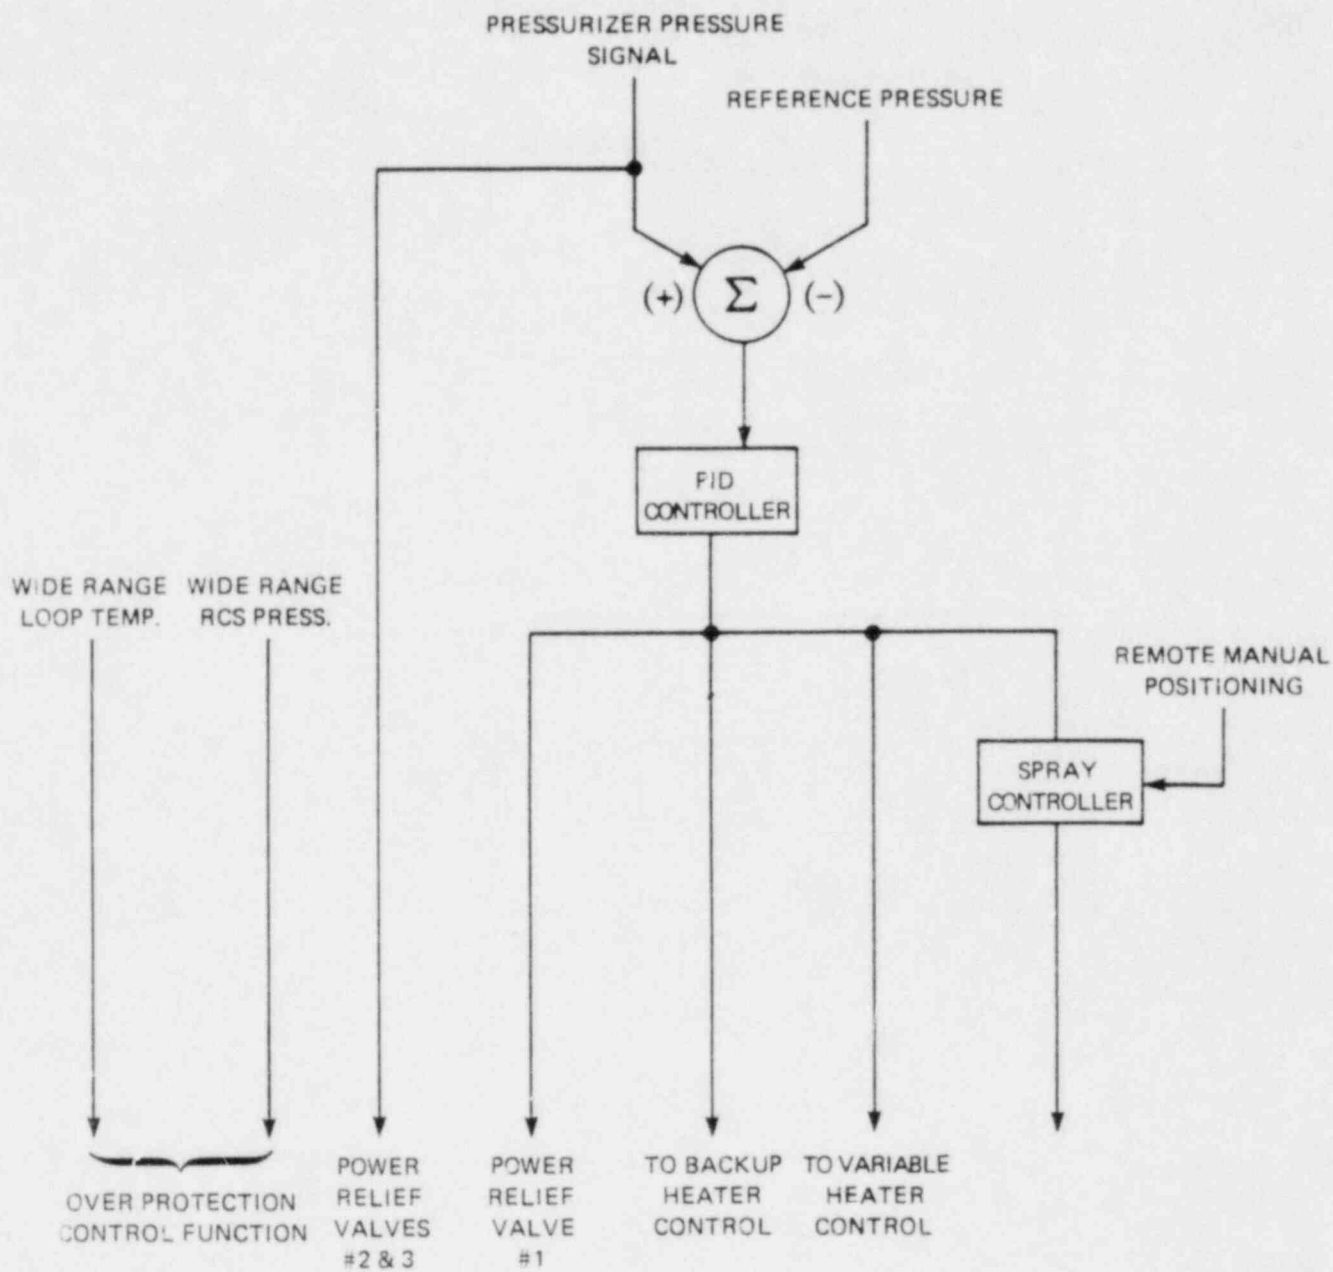 PRESSURIZER PRESSURE
SIGNAL
REFERENCE PRESSURE
(+)
Σ
(-)
PID
CONTROLLER
WIDE RANGE
LOOP TEMP.
WIDE RANGE
RCS PRESS.
REMOTE MANUAL
POSITIONING
SPRAY
CONTROLLER
OVER PROTECTION
CONTROL FUNCTION
POWER
RELIEF
VALVES
#2 & 3
POWER
RELIEF
VALVE
#1
TO BACKUP
HEATER
CONTROL
TO VARIABLE
HEATER
CONTROL